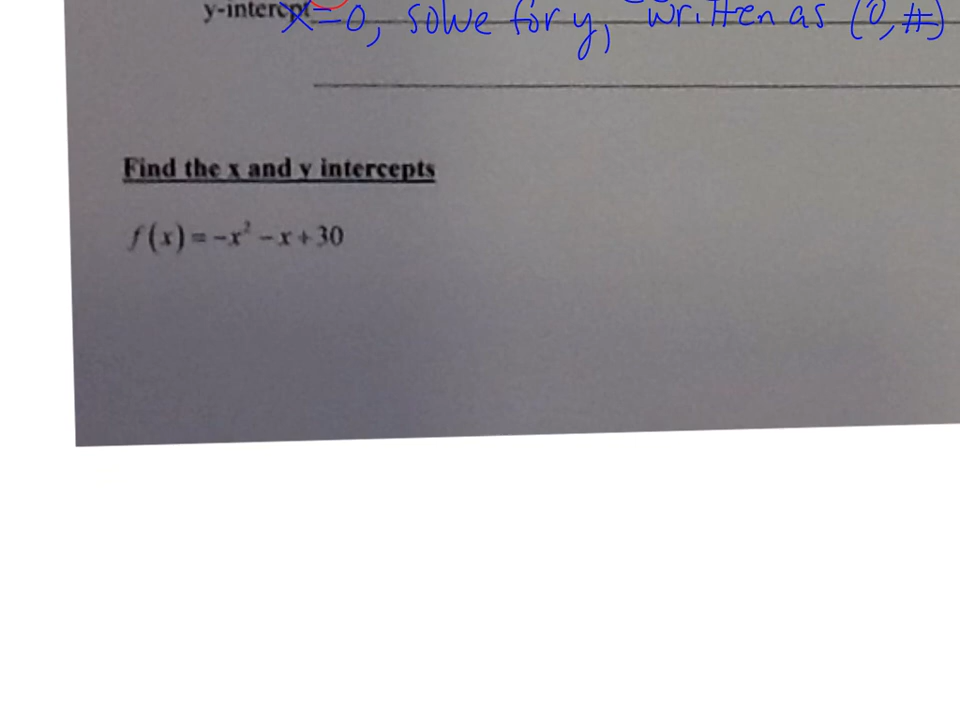 y-intercept x=0, solve for y, written as (0,#)
Find the x and y intercepts
f(x)=-x²-x+30